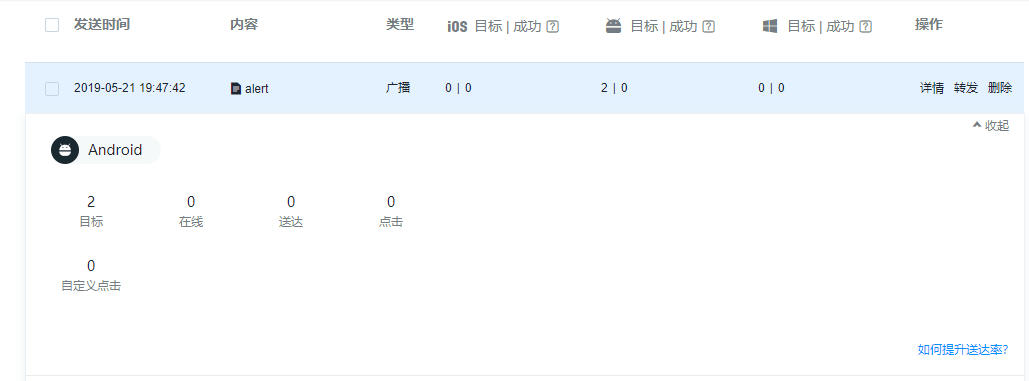 发送时间 内容 类型 iOS 目标 | 成功 ? 目标 | 成功 ? 目标 | 成功 ? 操作
2019-05-21 19:47:42 alert 广播 0 | 0 2 | 0 0 | 0 详情 转发 删除
收起
Android
2 0 0 0
目标 在线 送达 点击
0
自定义点击
如何提升送达率?